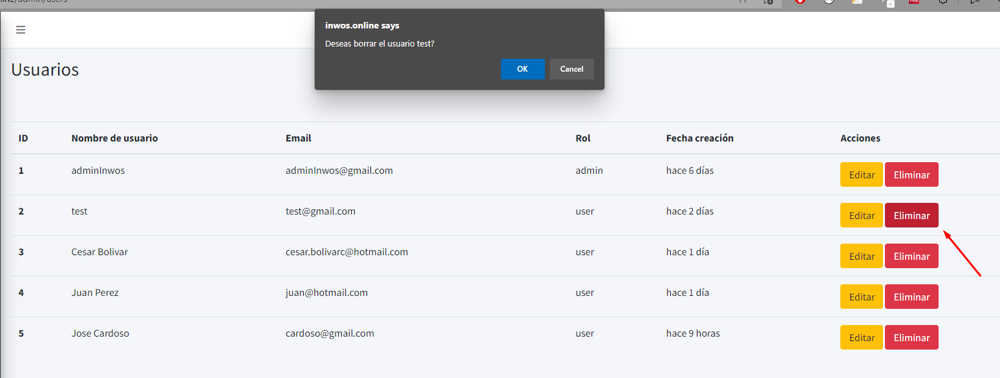 inwos.online says
Deseas borrar el usuario test?
OK Cancel
Usuarios
ID Nombre de usuario Email Rol Fecha creación Acciones
1 adminInwos adminInwos@gmail.com admin hace 6 días Editar Eliminar
2 test test@gmail.com user hace 2 días Editar Eliminar
3 Cesar Bolivar cesar.bolivarc@hotmail.com user hace 1 día Editar Eliminar
4 Juan Perez juan@hotmail.com user hace 1 día Editar Eliminar
5 Jose Cardoso cardoso@gmail.com user hace 9 horas Editar Eliminar